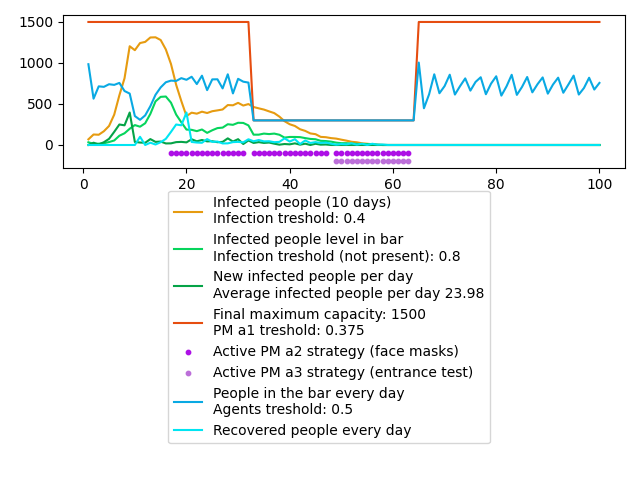 1500
1000
500
0
0 20 40 60 80 100
Infected people (10 days)
Infection treshold: 0.4
Infected people level in bar
Infection treshold (not present): 0.8
New infected people per day
Average infected people per day 23.98
Final maximum capacity: 1500
PM a1 treshold: 0.375
Active PM a2 strategy (face masks)
Active PM a3 strategy (entrance test)
People in the bar every day
Agents treshold: 0.5
Recovered people every day